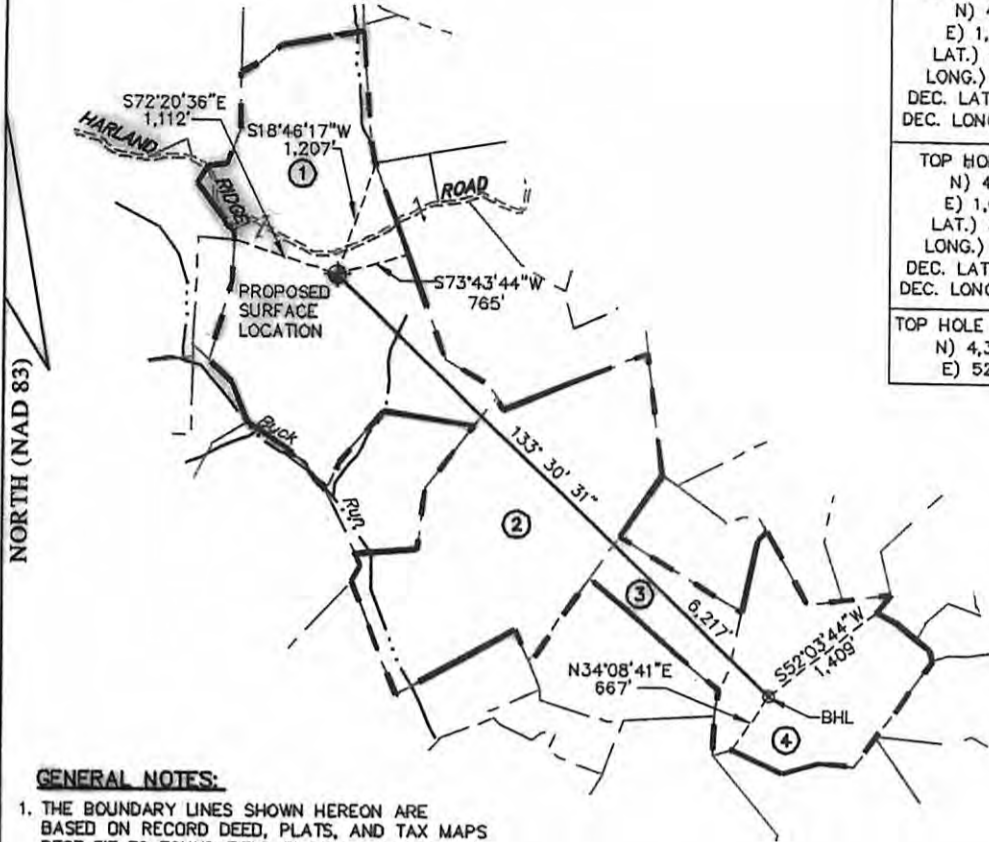 N) 4
E) 1,
LAT.)
LONG.)
DEC. LAT
DEC. LONG
TOP HOL
N) 4
E) 1,
LAT.)
LONG.)
DEC. LAT
DEC. LONG
TOP HOLE
N) 4,3
E) 52
S72°20'36"E
1,112'
S18°46'17"W
1,207'
①
HARLAND
RIDGE
ROAD
S73°43'44"W
765'
PROPOSED
SURFACE
LOCATION
NORTH (NAD 83)
Buck
Run
133° 30' 31"
6,217'
②
③
S52°03'44"W
1,409'
N34°08'41"E
667'
BHL
④
GENERAL NOTES:
1. THE BOUNDARY LINES SHOWN HEREON ARE
BASED ON RECORD DEED, PLATS, AND TAX MAPS